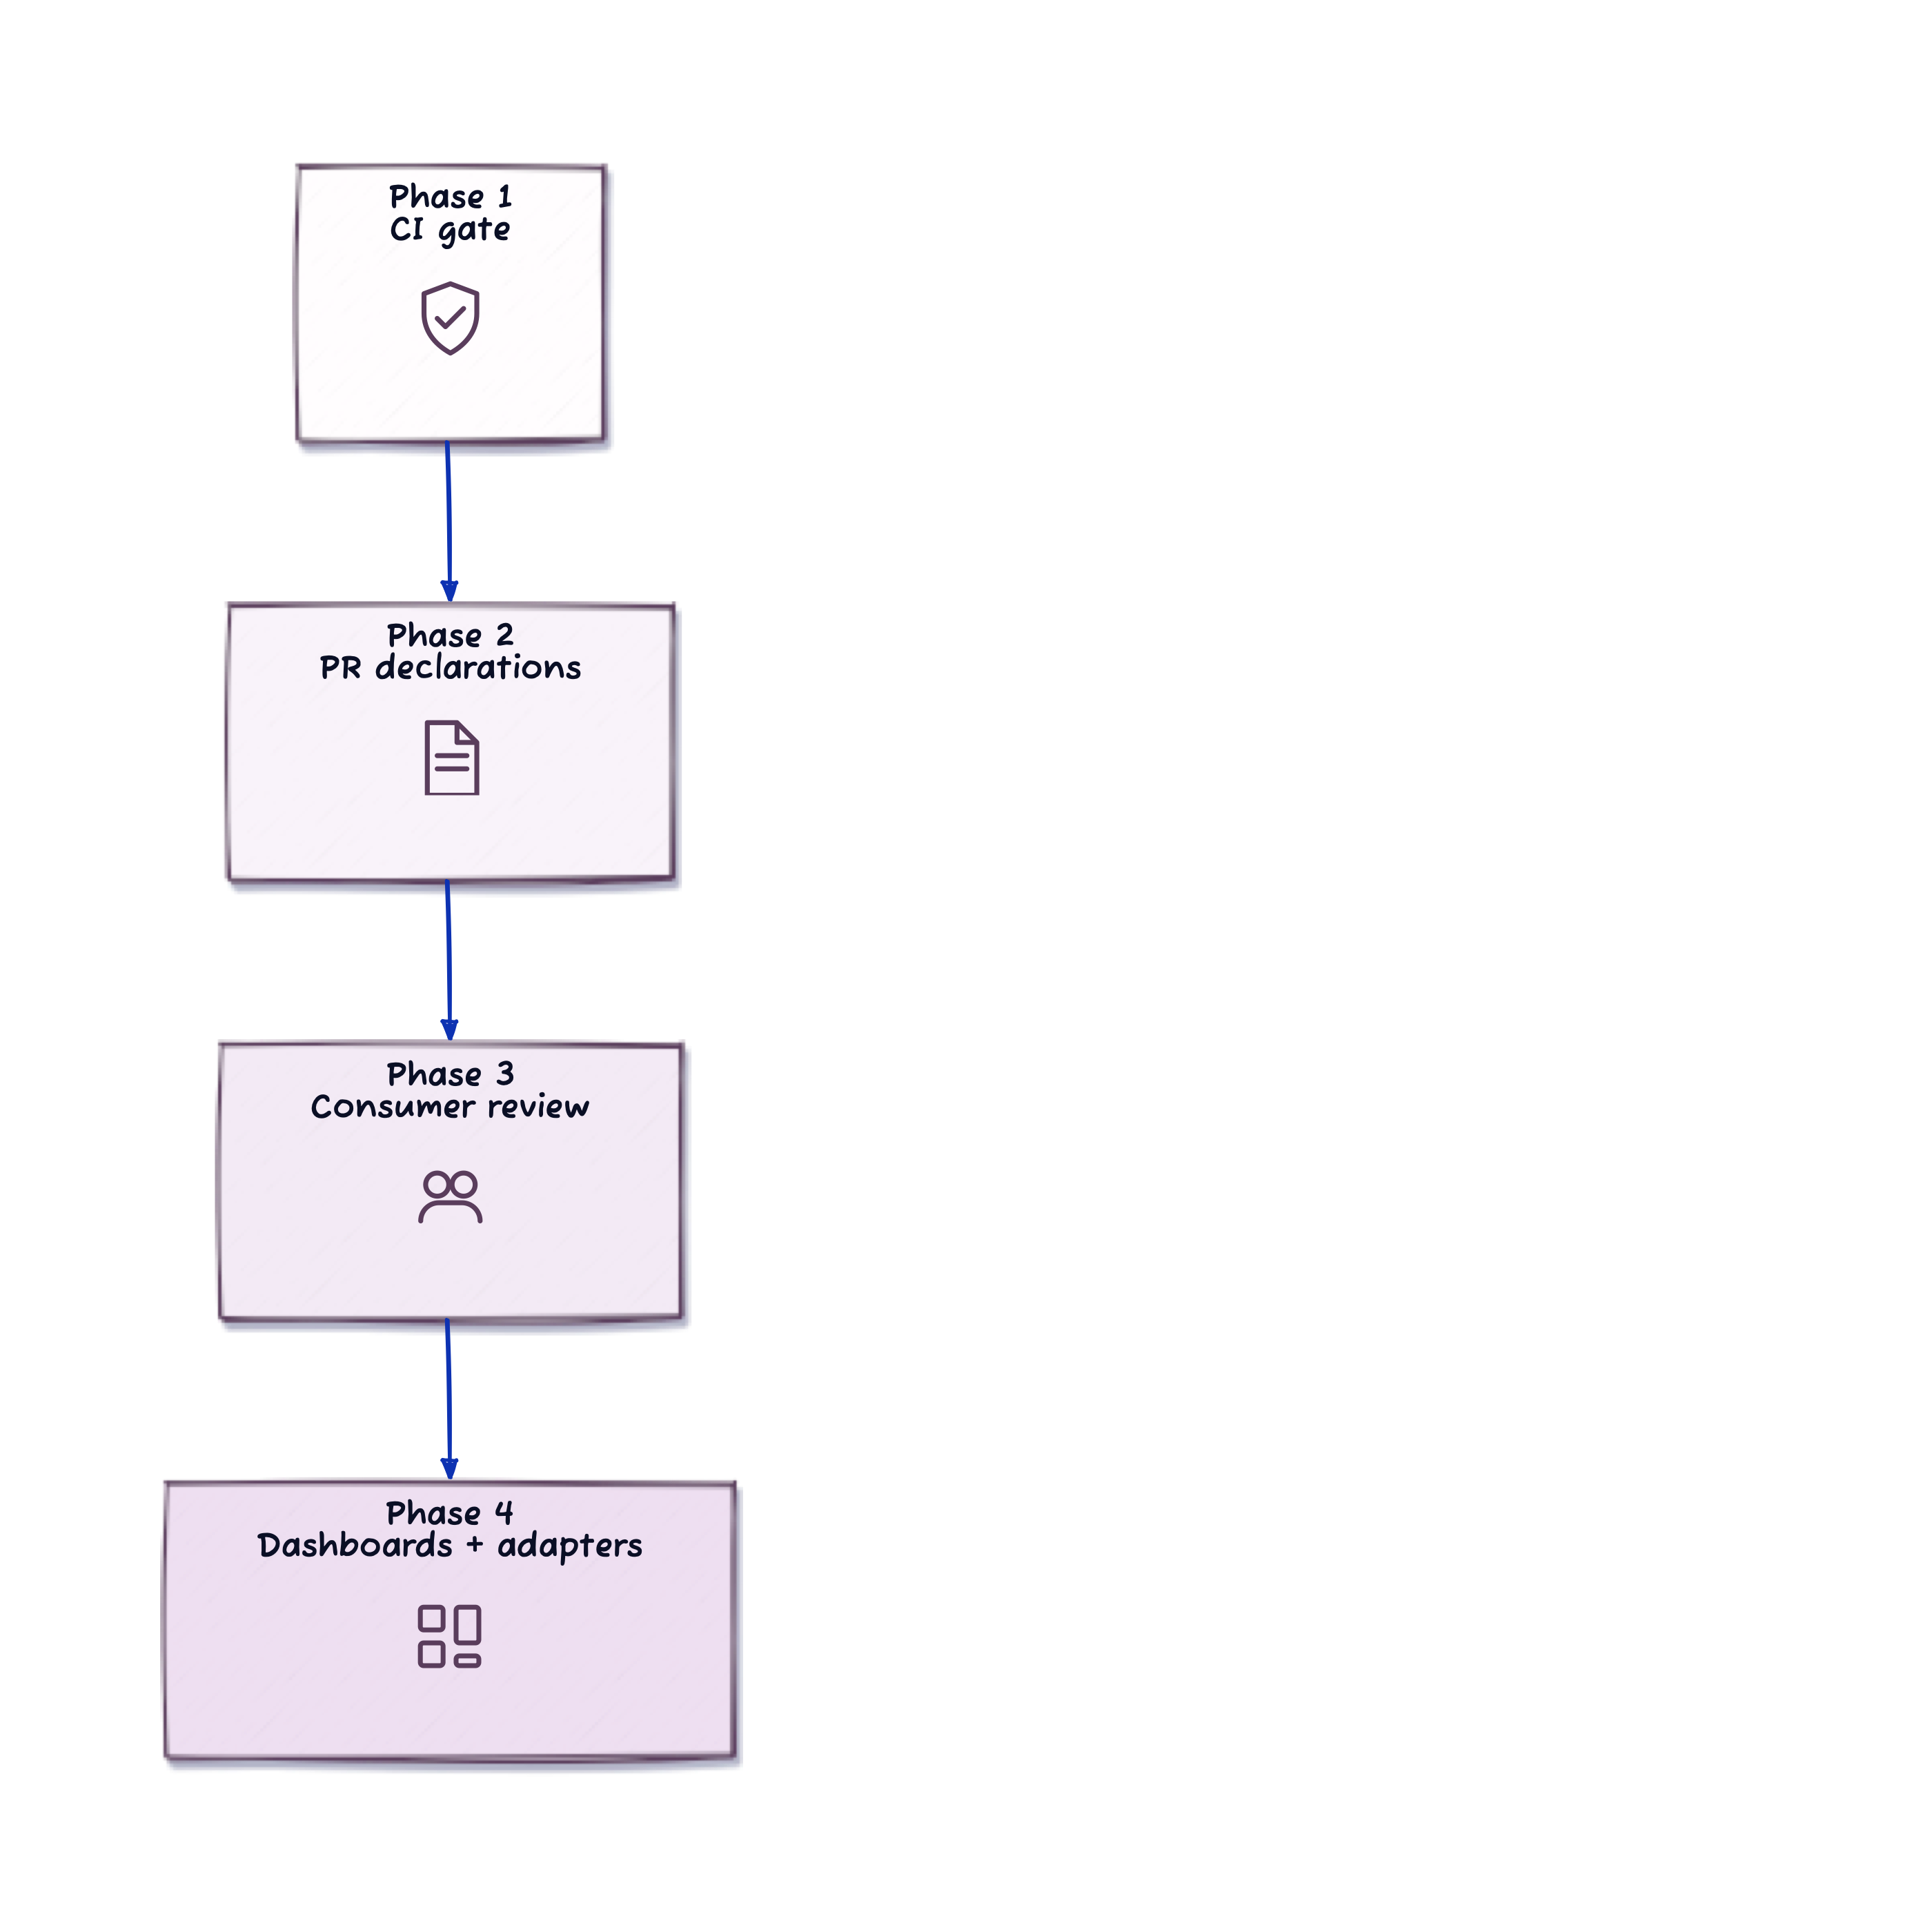 Phase 1
CI gate
Phase 2
PR declarations
Phase 3
Consumer review
Phase 4
Dashboards + adapters